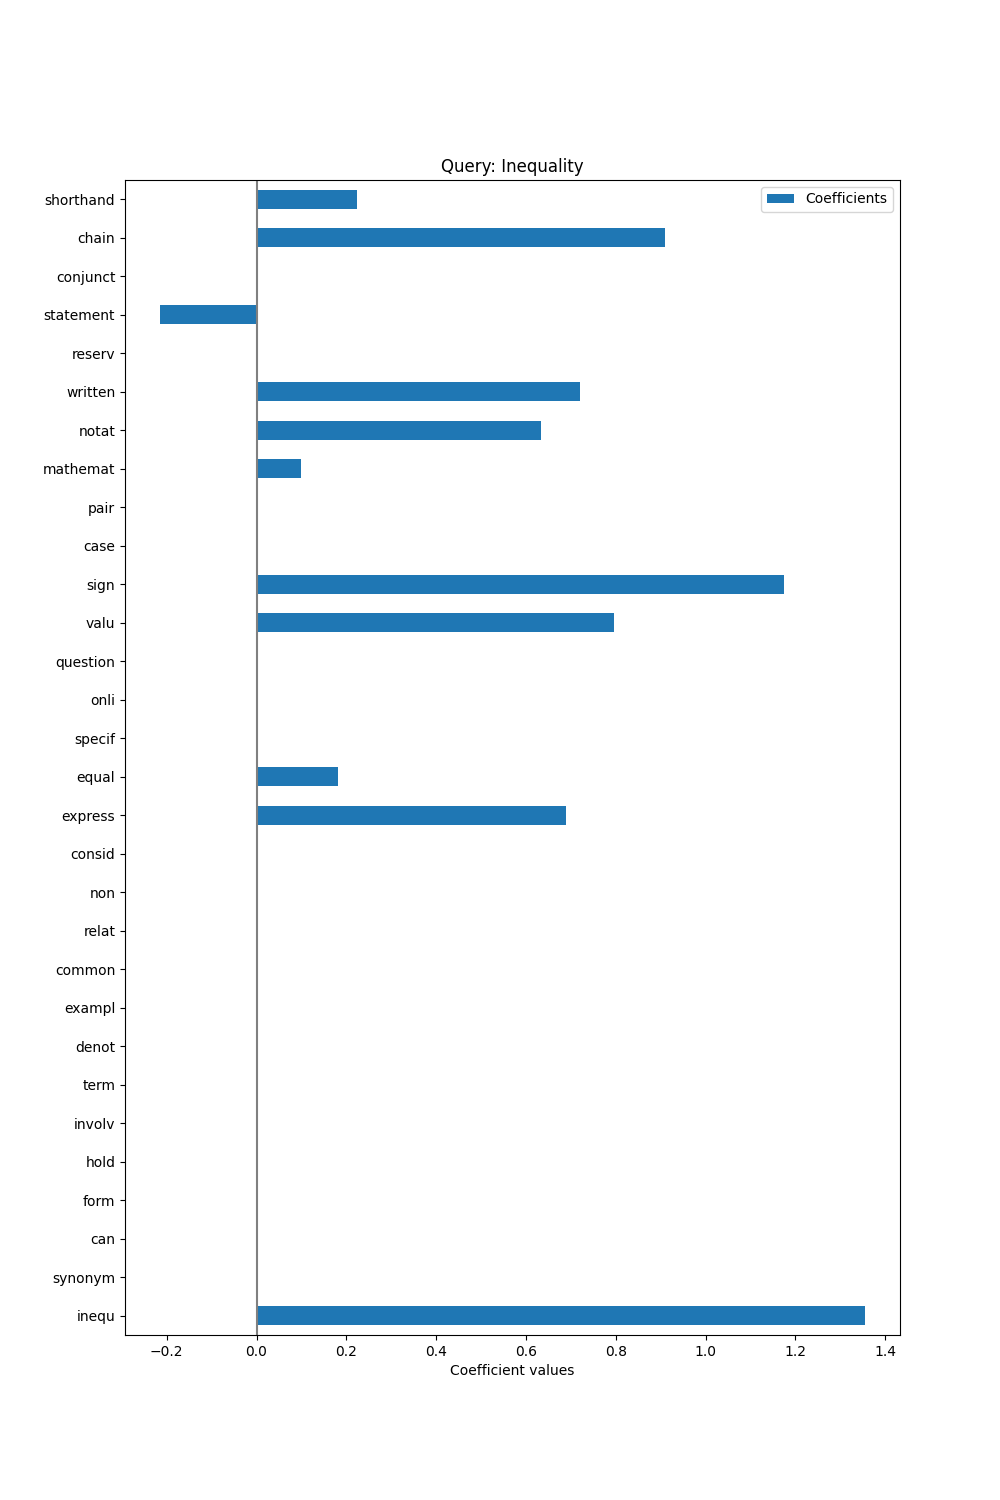 Query: Inequality
Coefficients
shorthand
chain
conjunct
statement
reserv
written
notat
mathemat
pair
case
sign
valu
question
onli
specif
equal
express
consid
non
relat
common
exampl
denot
term
involv
hold
form
can
synonym
inequ
−0.2 0.0 0.2 0.4 0.6 0.8 1.0 1.2 1.4
Coefficient values